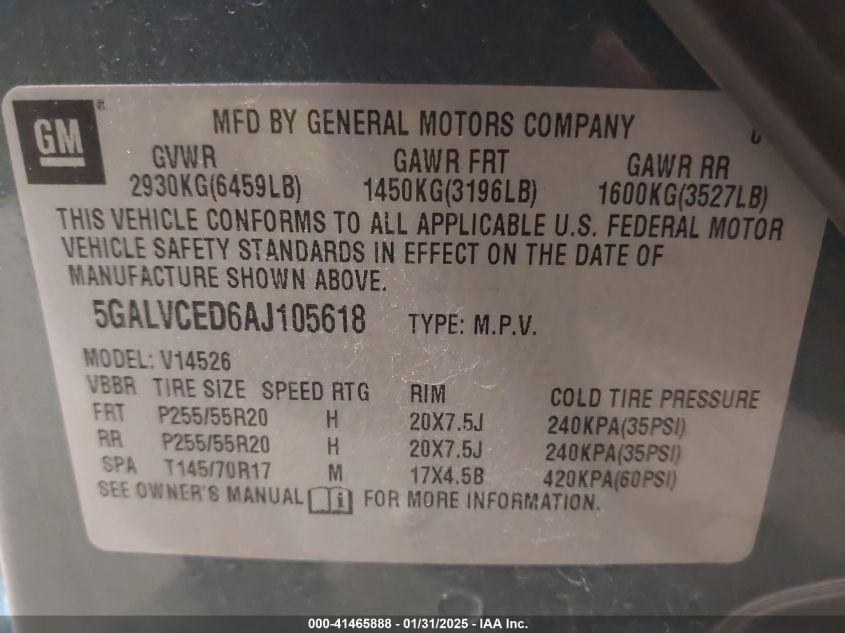 GM ®
MFD BY GENERAL MOTORS COMPANY
GVWR GAWR FRT GAWR RR
2930KG(6459LB) 1450KG(3196LB) 1600KG(3527LB)
THIS VEHICLE CONFORMS TO ALL APPLICABLE U.S. FEDERAL MOTOR
VEHICLE SAFETY STANDARDS IN EFFECT ON THE DATE OF
MANUFACTURE SHOWN ABOVE.
5GALVCED6AJ105618 TYPE: M.P.V.
MODEL: V14526
VBBR TIRE SIZE SPEED RTG RIM COLD TIRE PRESSURE
FRT P255/55R20 H 20X7.5J 240KPA(35PSI)
RR P255/55R20 H 20X7.5J 240KPA(35PSI)
SPA T145/70R17 M 17X4.5B 420KPA(60PSI)
SEE OWNER'S MANUAL FOR MORE INFORMATION.
000-41465888 - 01/31/2025 - IAA Inc.